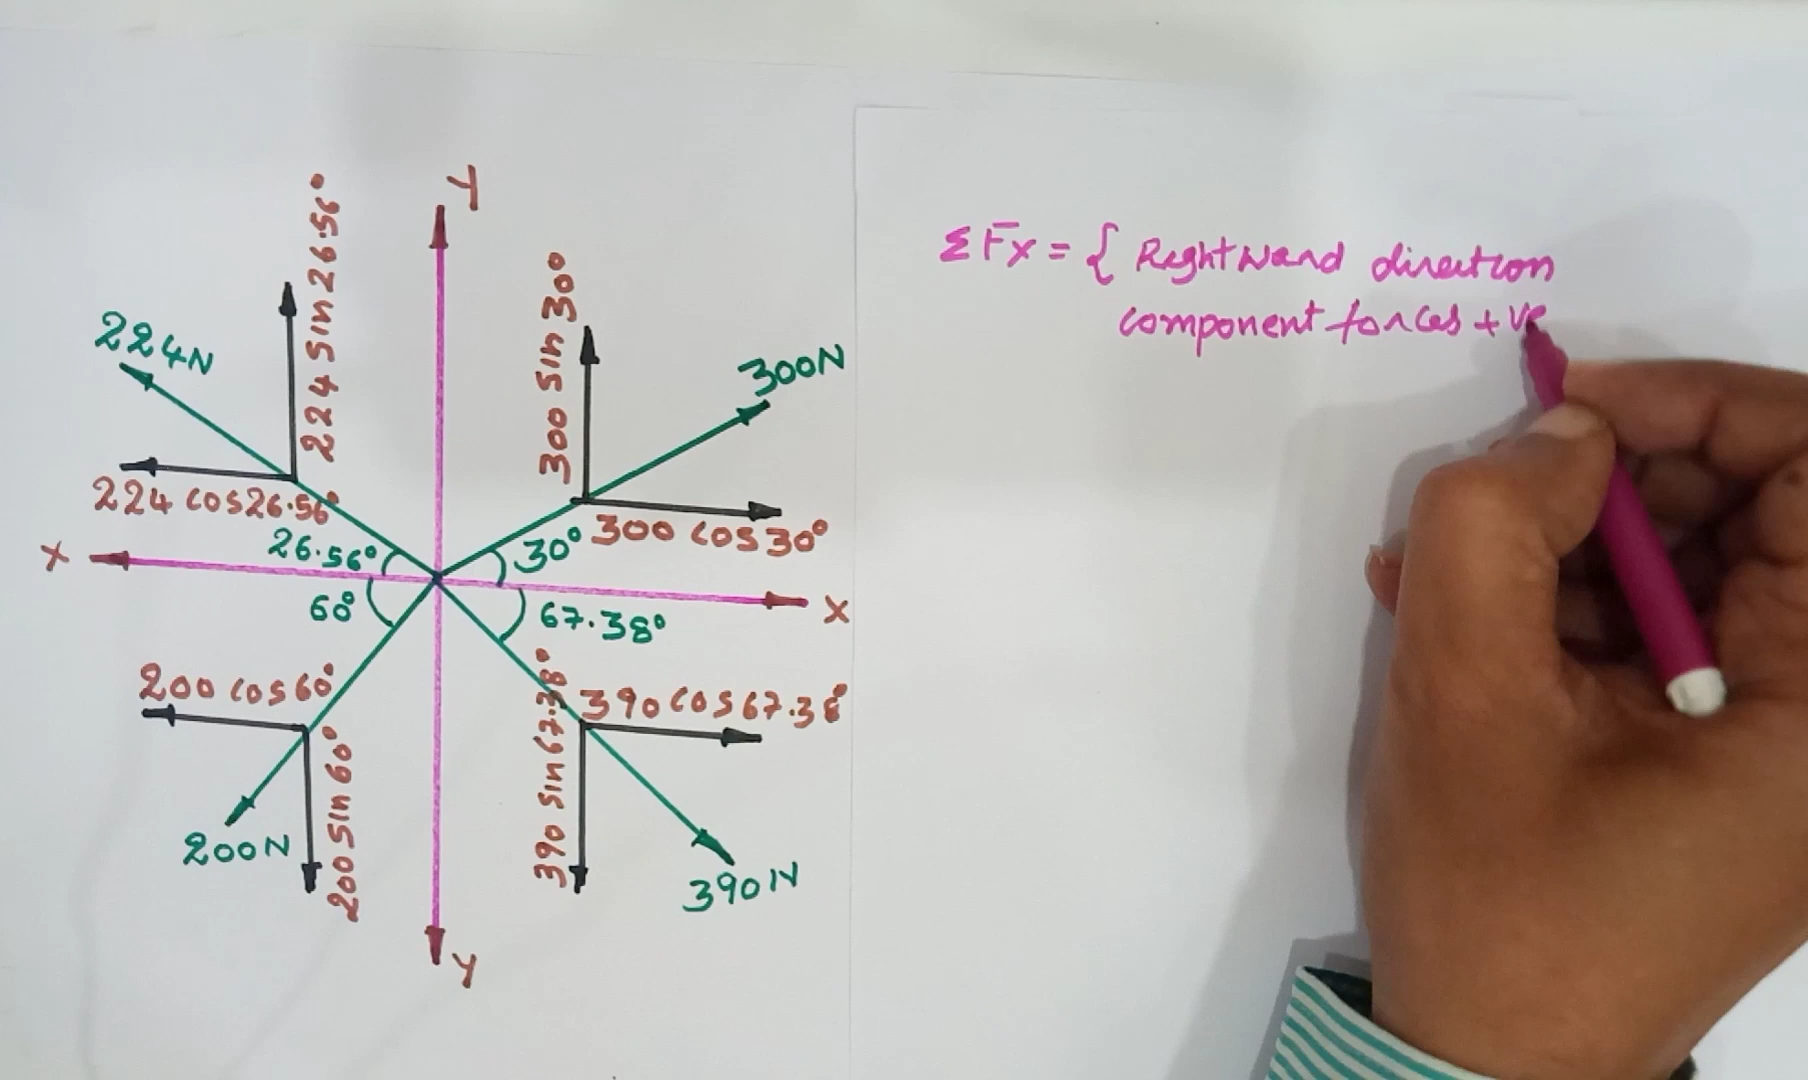 Y
224 sin 26.56°
300 sin 30°
224N
300N
224 cos 26.56°
300 cos 30°
26.56°
30°
X
X
60°
67.38°
200 cos 60°
390 cos 67.38°
200 sin 60°
390 sin 67.38°
200N
390N
Y
ΣFx = { Rightward direction
component forces +ve